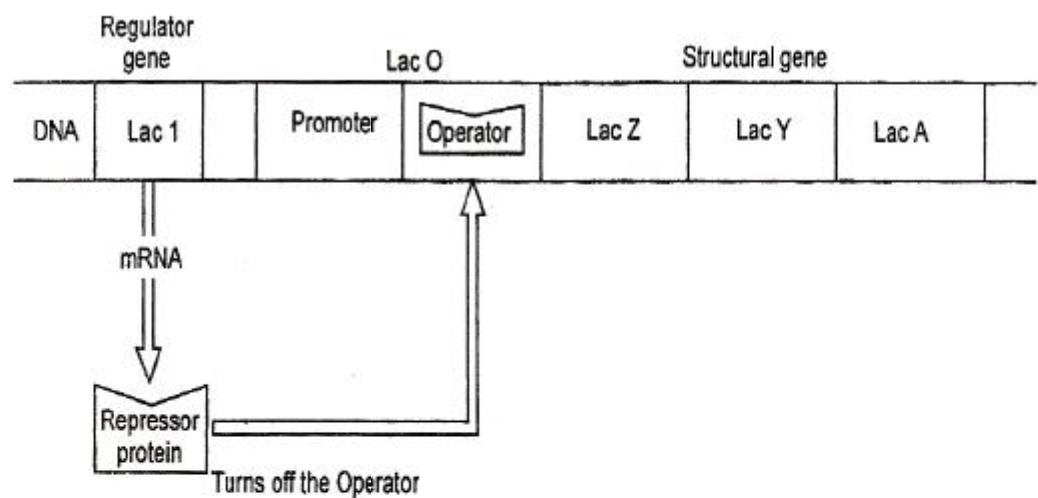 Regulator
gene
Lac O
Structural gene
DNA
Lac 1
Promoter
Operator
Lac Z
Lac Y
Lac A
mRNA
Repressor
protein
Turns off the Operator